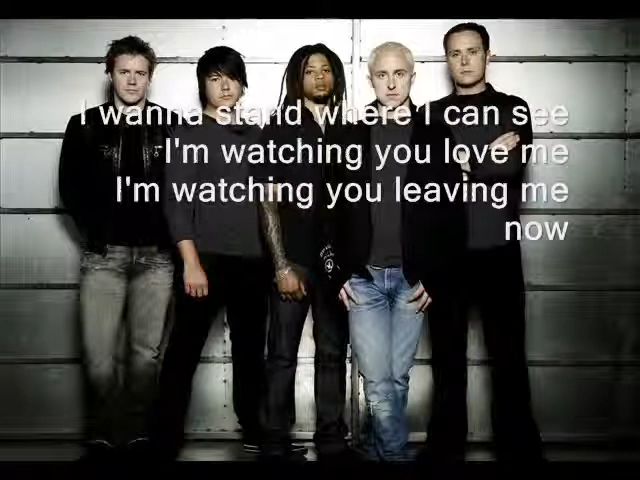 I wanna stand where I can see
I'm watching you love me
I'm watching you leaving me
now